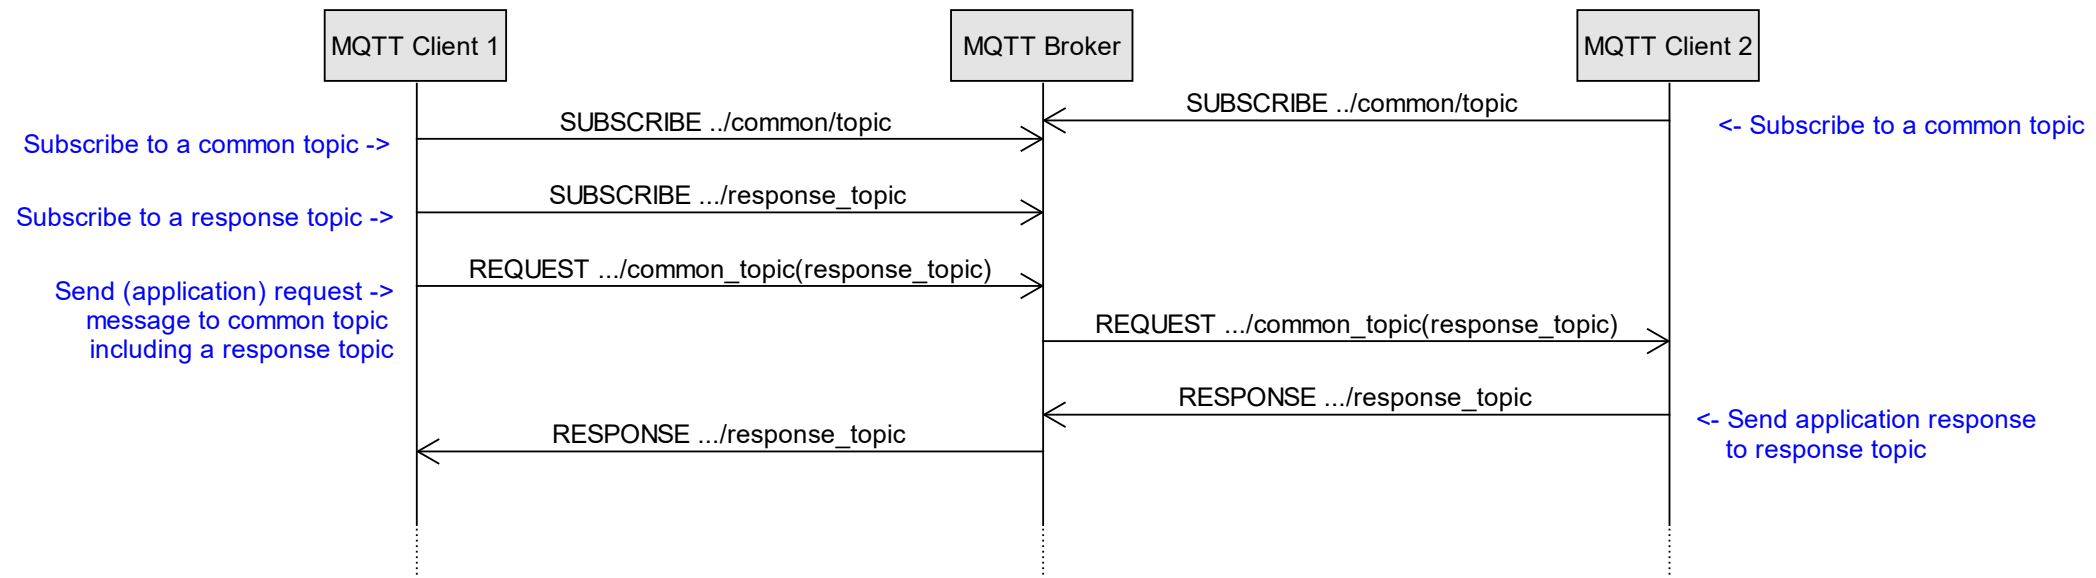 MQTT Client 1
MQTT Broker
MQTT Client 2
SUBSCRIBE ../common/topic
<- Subscribe to a common topic
SUBSCRIBE ../common/topic
Subscribe to a common topic ->
SUBSCRIBE .../response_topic
Subscribe to a response topic ->
REQUEST .../common_topic(response_topic)
Send (application) request ->
message to common topic
including a response topic
REQUEST .../common_topic(response_topic)
RESPONSE .../response_topic
<- Send application response
to response topic
RESPONSE .../response_topic